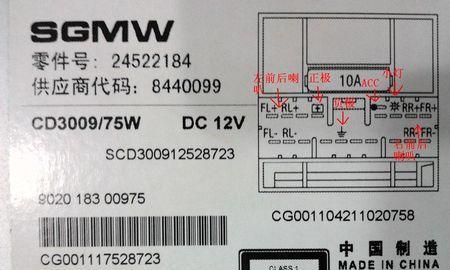 SGMW
零件号: 24522184
供应商代码: 8440099
CD3009/75W DC 12V
SCD300912528723
9020 183 00975
CG001117528723
10A
左前后喇叭
正极
ACC
小灯
FL+ RL+
RR+ FR+
负极
FL- RL-
RR- FR-
右前后喇叭
CG001104211020758
CLASS 1
中国制造
MADE IN CHINA